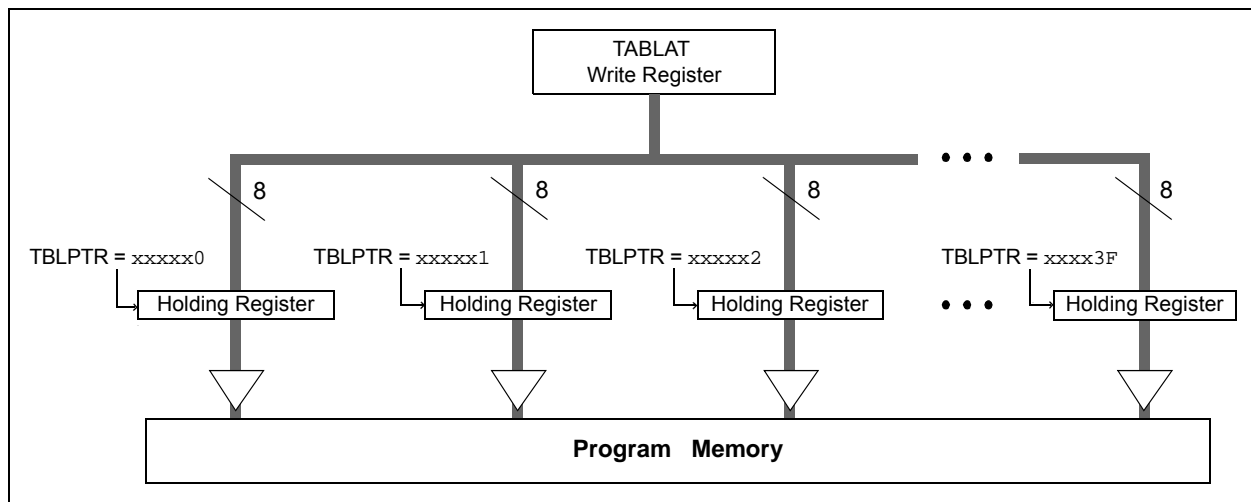 TABLAT
Write Register
8 8 8 8
TBLPTR = xxxxx0 TBLPTR = xxxxx1 TBLPTR = xxxxx2 TBLPTR = xxxx3F
Holding Register Holding Register Holding Register Holding Register
Program Memory